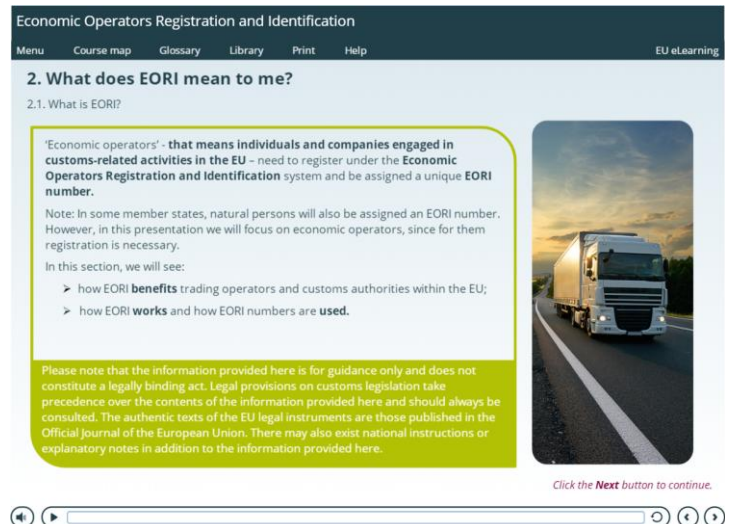 Economic Operators Registration and Identification
Menu Course map Glossary Library Print Help EU eLearning
2. What does EORI mean to me?
2.1. What is EORI?
‘Economic operators’ - that means individuals and companies engaged in
customs-related activities in the EU – need to register under the Economic
Operators Registration and Identification system and be assigned a unique EORI
number.
Note: In some member states, natural persons will also be assigned an EORI number.
However, in this presentation we will focus on economic operators, since for them
registration is necessary.
In this section, we will see:
➢ how EORI benefits trading operators and customs authorities within the EU;
➢ how EORI works and how EORI numbers are used.
Please note that the information provided here is for guidance only and does not
constitute a legally binding act. Legal provisions on customs legislation take
precedence over the contents of the information provided here and should always be
consulted. The authentic texts of the EU legal instruments are those published in the
Official Journal of the European Union. There may also exist national instructions or
explanatory notes in addition to the information provided here.
Click the Next button to continue.